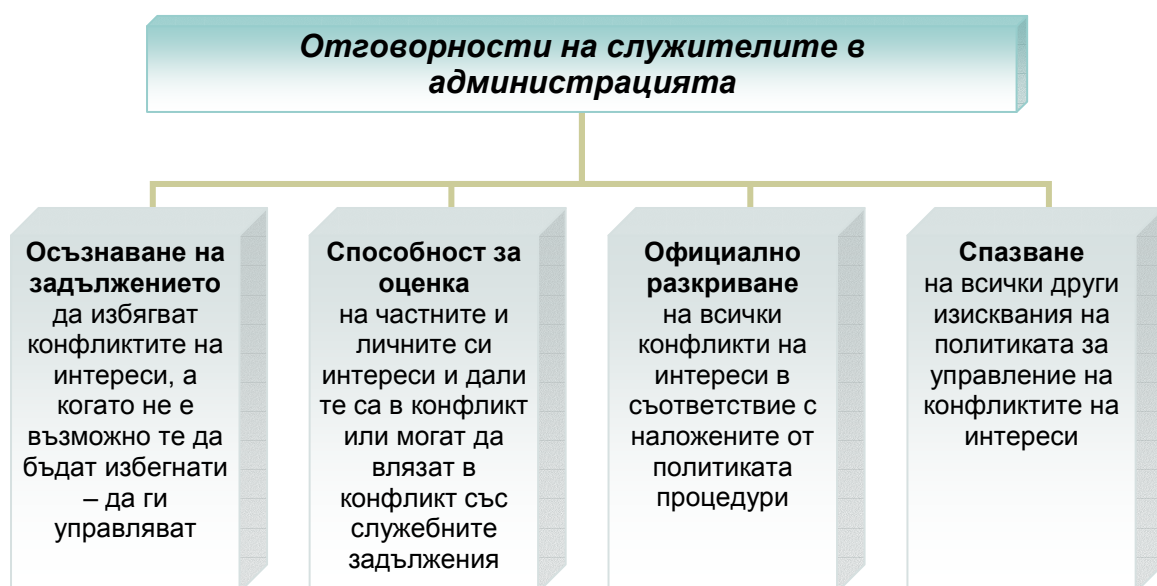 Отговорности на служителите в
администрацията
Осъзнаване на
задължението
да избягват
конфликтите на
интереси, а
когато не е
възможно те да
бъдат избегнати
– да ги
управляват
Способност за
оценка
на частните и
личните си
интереси и дали
те са в конфликт
или могат да
влязат в
конфликт със
служебните
задължения
Официално
разкриване
на всички
конфликти на
интереси в
съответствие с
наложените от
политиката
процедури
Спазване
на всички други
изисквания на
политиката за
управление на
конфликтите на
интереси